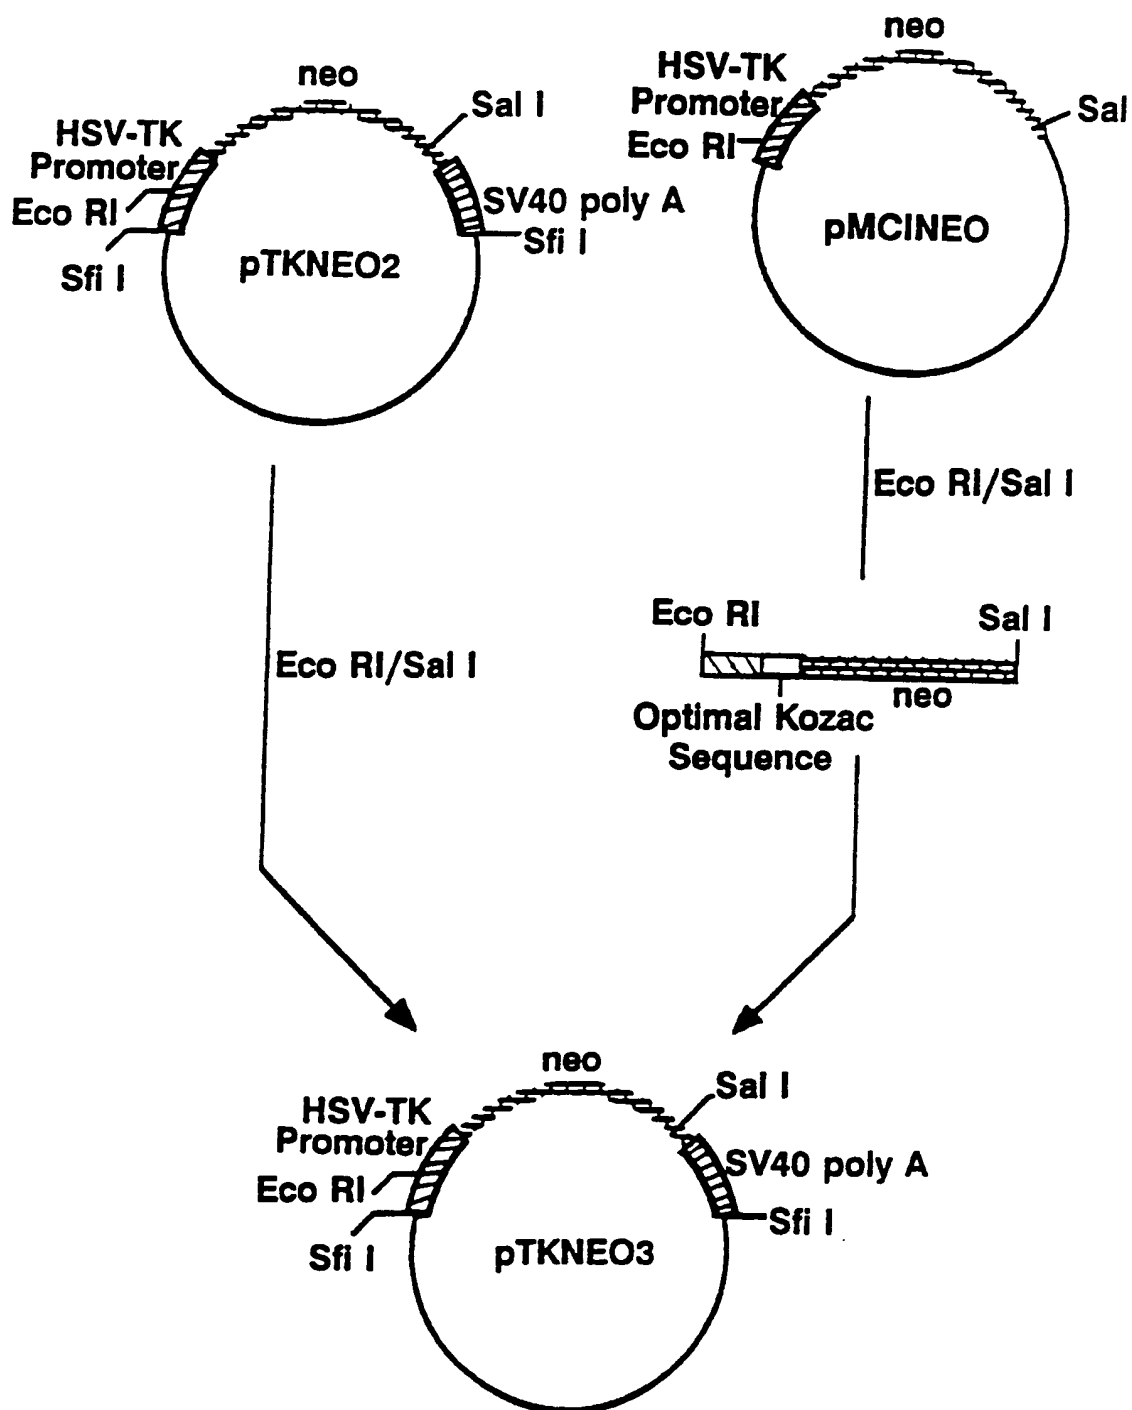 neo
HSV-TK
Promoter
Eco RI
Sfi I
Sal I
SV40 poly A
Sfi I
pTKNEO2
neo
HSV-TK
Promoter
Eco RI
Sal
pMCINEO
Eco RI/Sal I
Eco RI/Sal I
Eco RI
Sal I
neo
Optimal Kozac
Sequence
neo
HSV-TK
Promoter
Eco RI
Sfi I
Sal I
SV40 poly A
Sfi I
pTKNEO3